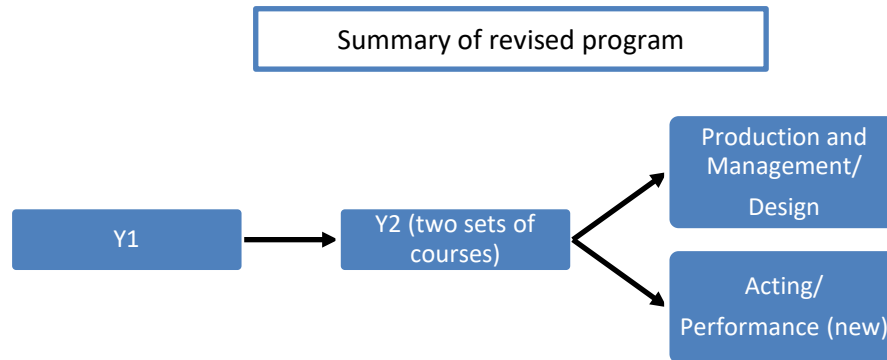 Summary of revised program
Y1
Y2 (two sets of
courses)
Production and
Management/
Design
Acting/
Performance (new)